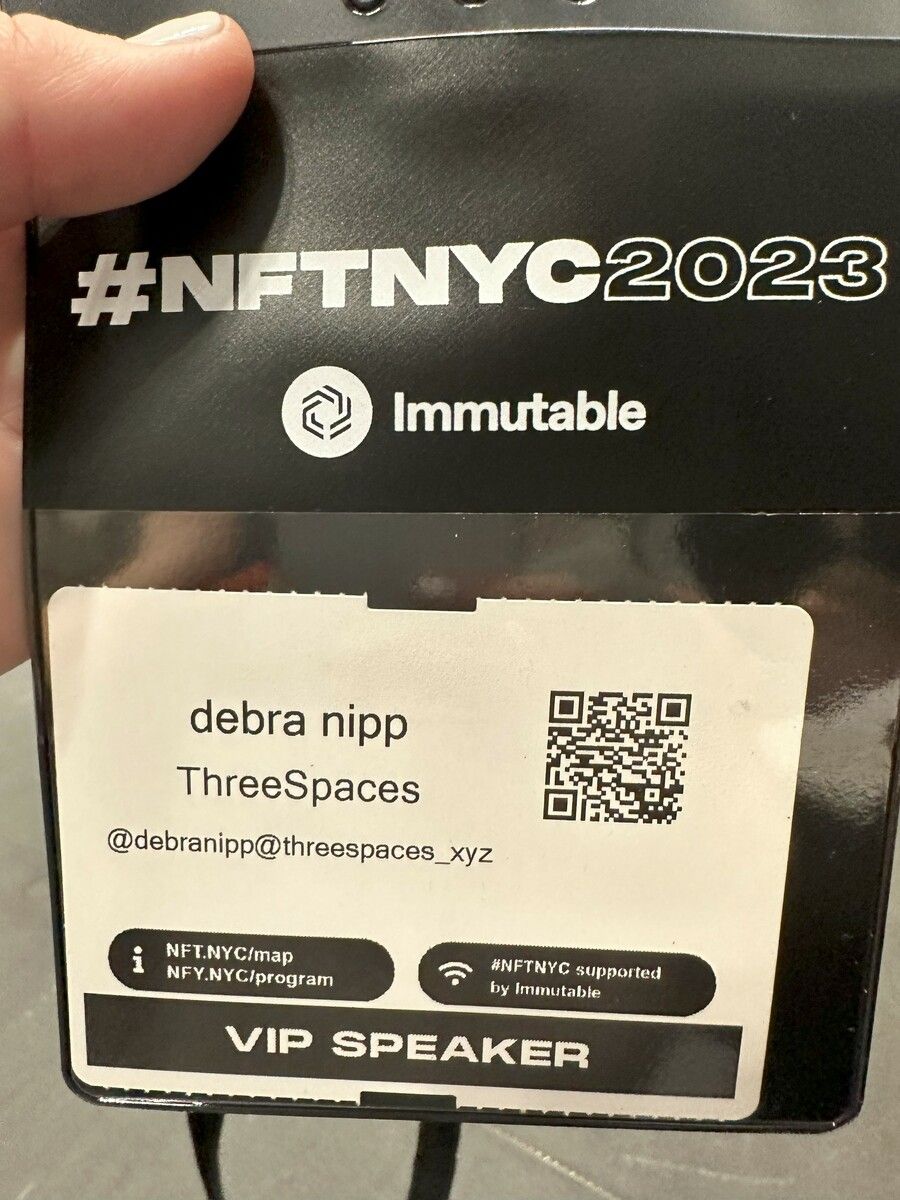 #NFTNYC2023
Immutable
debra nipp
ThreeSpaces
@debranipp@threespaces_xyz
NFT.NYC/map
NFY.NYC/program
#NFTNYC supported
by Immutable
VIP SPEAKER